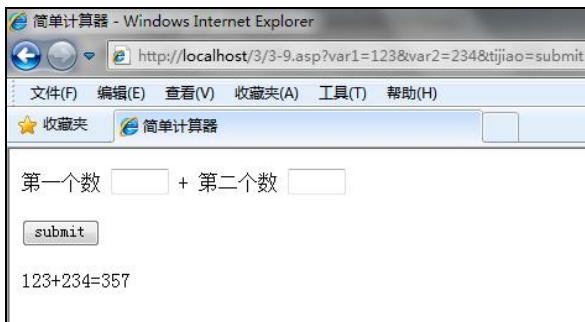 简单计算器 - Windows Internet Explorer
http://localhost/3/3-9.asp?var1=123&var2=234&tijiao=submit
文件(F) 编辑(E) 查看(V) 收藏夹(A) 工具(T) 帮助(H)
收藏夹 简单计算器
第一个数 + 第二个数
submit
123+234=357